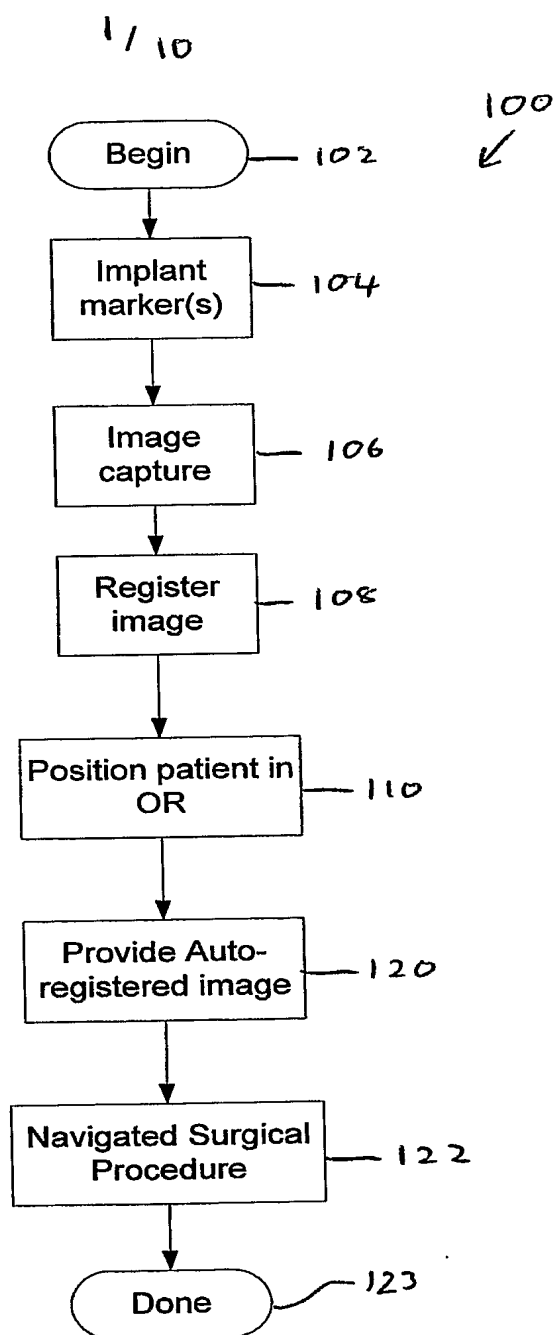 1/10
100
Begin
102
Implant
marker(s)
104
Image
capture
106
Register
image
108
Position patient in
OR
110
Provide Auto-
registered image
120
Navigated Surgical
Procedure
122
Done
123